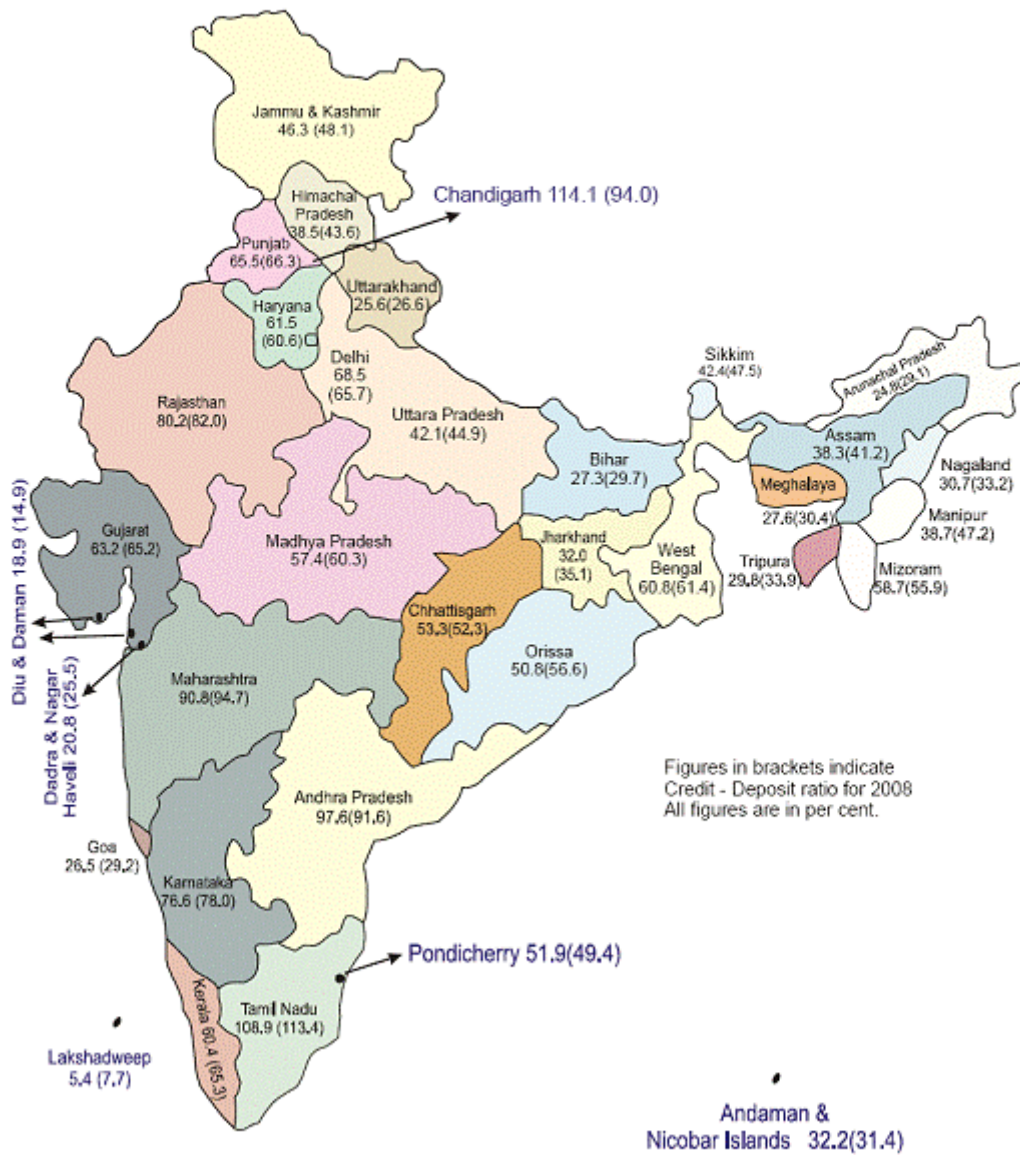 Jammu & Kashmir
46.3 (48.1)
Himachal
Pradesh
38.5(43.6)
Chandigarh 114.1 (94.0)
Punjab
65.5(66.3)
Uttarakhand
25.6(26.6)
Haryana
61.5
(60.6)
Delhi
68.5
(65.7)
Sikkim
42.4(47.5)
Arunachal Pradesh
24.8(29.1)
Rajasthan
80.2(82.0)
Uttara Pradesh
42.1(44.9)
Bihar
27.3(29.7)
Assam
38.3(41.2)
Nagaland
30.7(33.2)
Meghalaya
27.6(30.4)
Manipur
38.7(47.2)
Diu & Daman 18.9 (14.9)
Gujarat
63.2 (65.2)
Madhya Pradesh
57.4(60.3)
Jharkhand
32.0
(35.1)
West
Bengal
60.8(61.4)
Tripura
29.8(33.9)
Mizoram
58.7(55.9)
Chhattisgarh
53.3(52.3)
Orissa
50.8(56.6)
Dadra & Nagar
Haveli 20.8 (25.5)
Maharashtra
90.8(94.7)
Figures in brackets indicate
Credit - Deposit ratio for 2008
All figures are in per cent.
Andhra Pradesh
97.6(91.6)
Goa
26.5 (29.2)
Karnataka
76.6 (78.0)
Pondicherry 51.9(49.4)
Kerala 60.4 (65.3)
Tamil Nadu
108.9 (113.4)
Lakshadweep
5.4 (7.7)
Andaman &
Nicobar Islands 32.2(31.4)